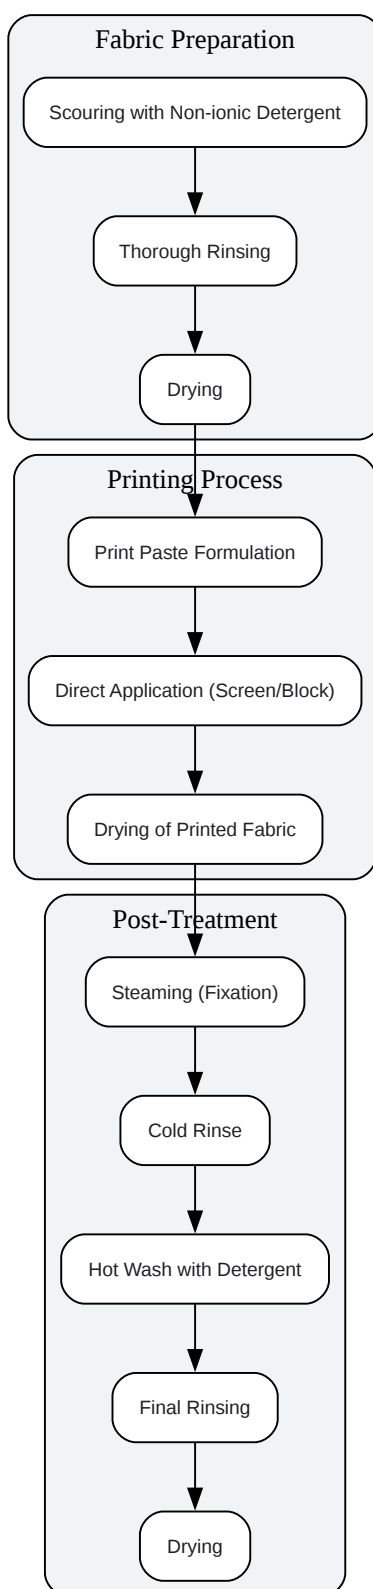 Fabric Preparation
Scouring with Non-ionic Detergent
Thorough Rinsing
Drying
Printing Process
Print Paste Formulation
Direct Application (Screen/Block)
Drying of Printed Fabric
Post-Treatment
Steaming (Fixation)
Cold Rinse
Hot Wash with Detergent
Final Rinsing
Drying